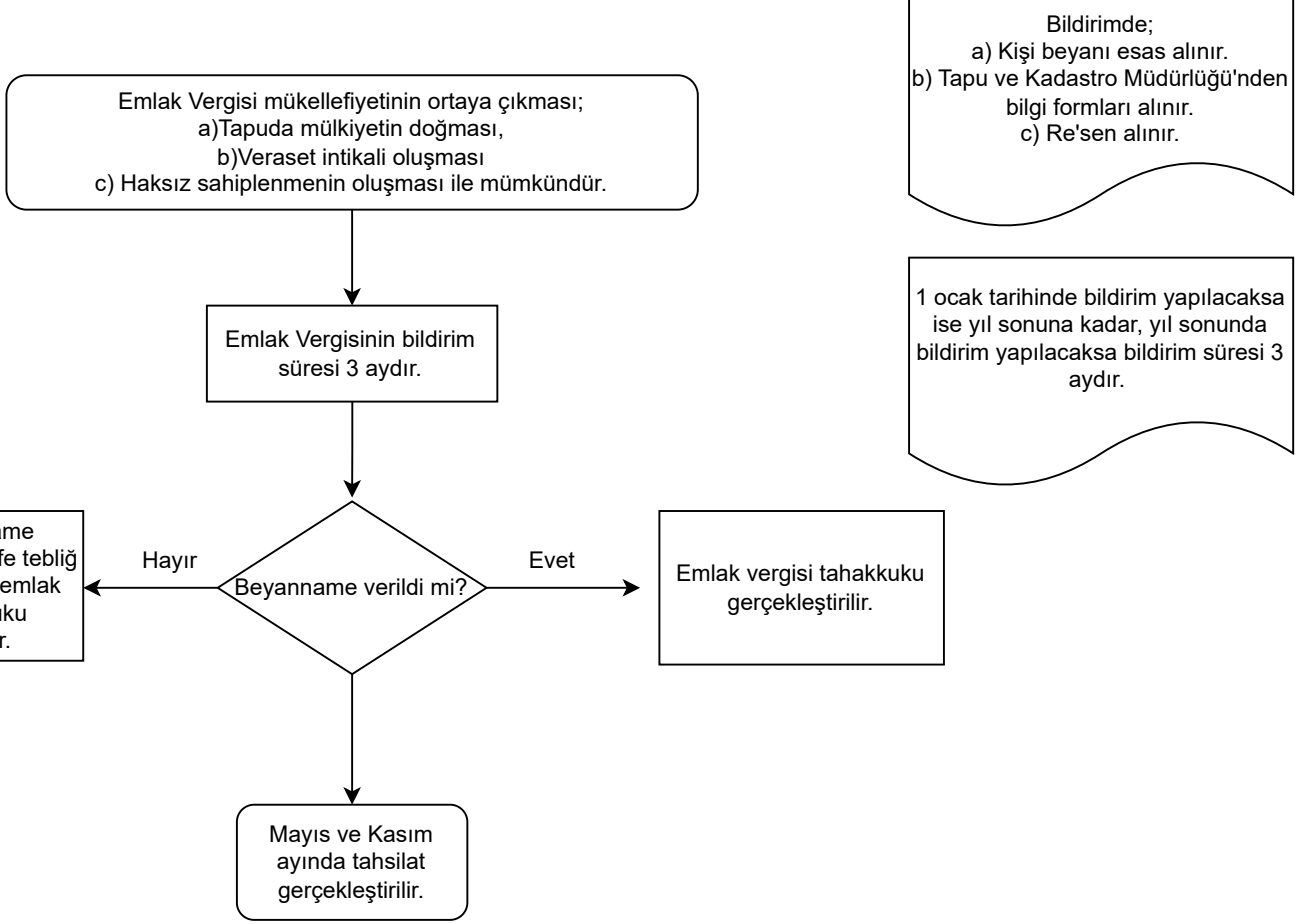 Bildirimde;
a) Kişi beyanı esas alınır.
b) Tapu ve Kadastro Müdürlüğü'nden
bilgi formları alınır.
c) Re'sen alınır.
Emlak Vergisi mükellefiyetinin ortaya çıkması;
a)Tapuda mülkiyetin doğması,
b)Veraset intikali oluşması
c) Haksız sahiplenmenin oluşması ile mümkündür.
1 ocak tarihinde bildirim yapılacaksa
ise yıl sonuna kadar, yıl sonunda
bildirim yapılacaksa bildirim süresi 3
aydır.
Emlak Vergisinin bildirim
süresi 3 aydır.
tebliğ
emlak
Hayır
Beyanname verildi mi?
Evet
Emlak vergisi tahakkuku
gerçekleştirilir.
Mayıs ve Kasım
ayında tahsilat
gerçekleştirilir.